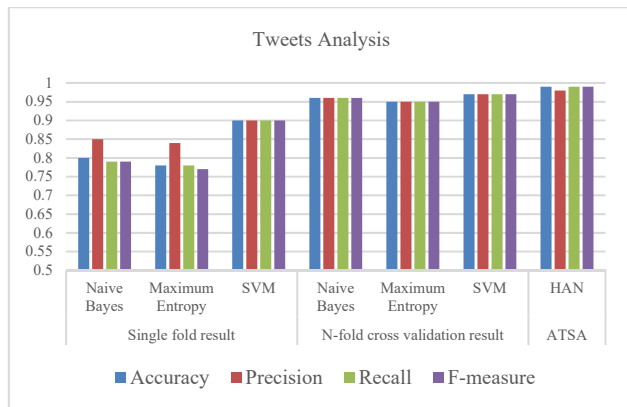 Tweets Analysis
1
0.95
0.9
0.85
0.8
0.75
0.7
0.65
0.6
0.55
0.5
Naive Bayes
Maximum Entropy
SVM
Naive Bayes
Maximum Entropy
SVM
HAN
Single fold result
N-fold cross validation result
ATSA
Accuracy
Precision
Recall
F-measure